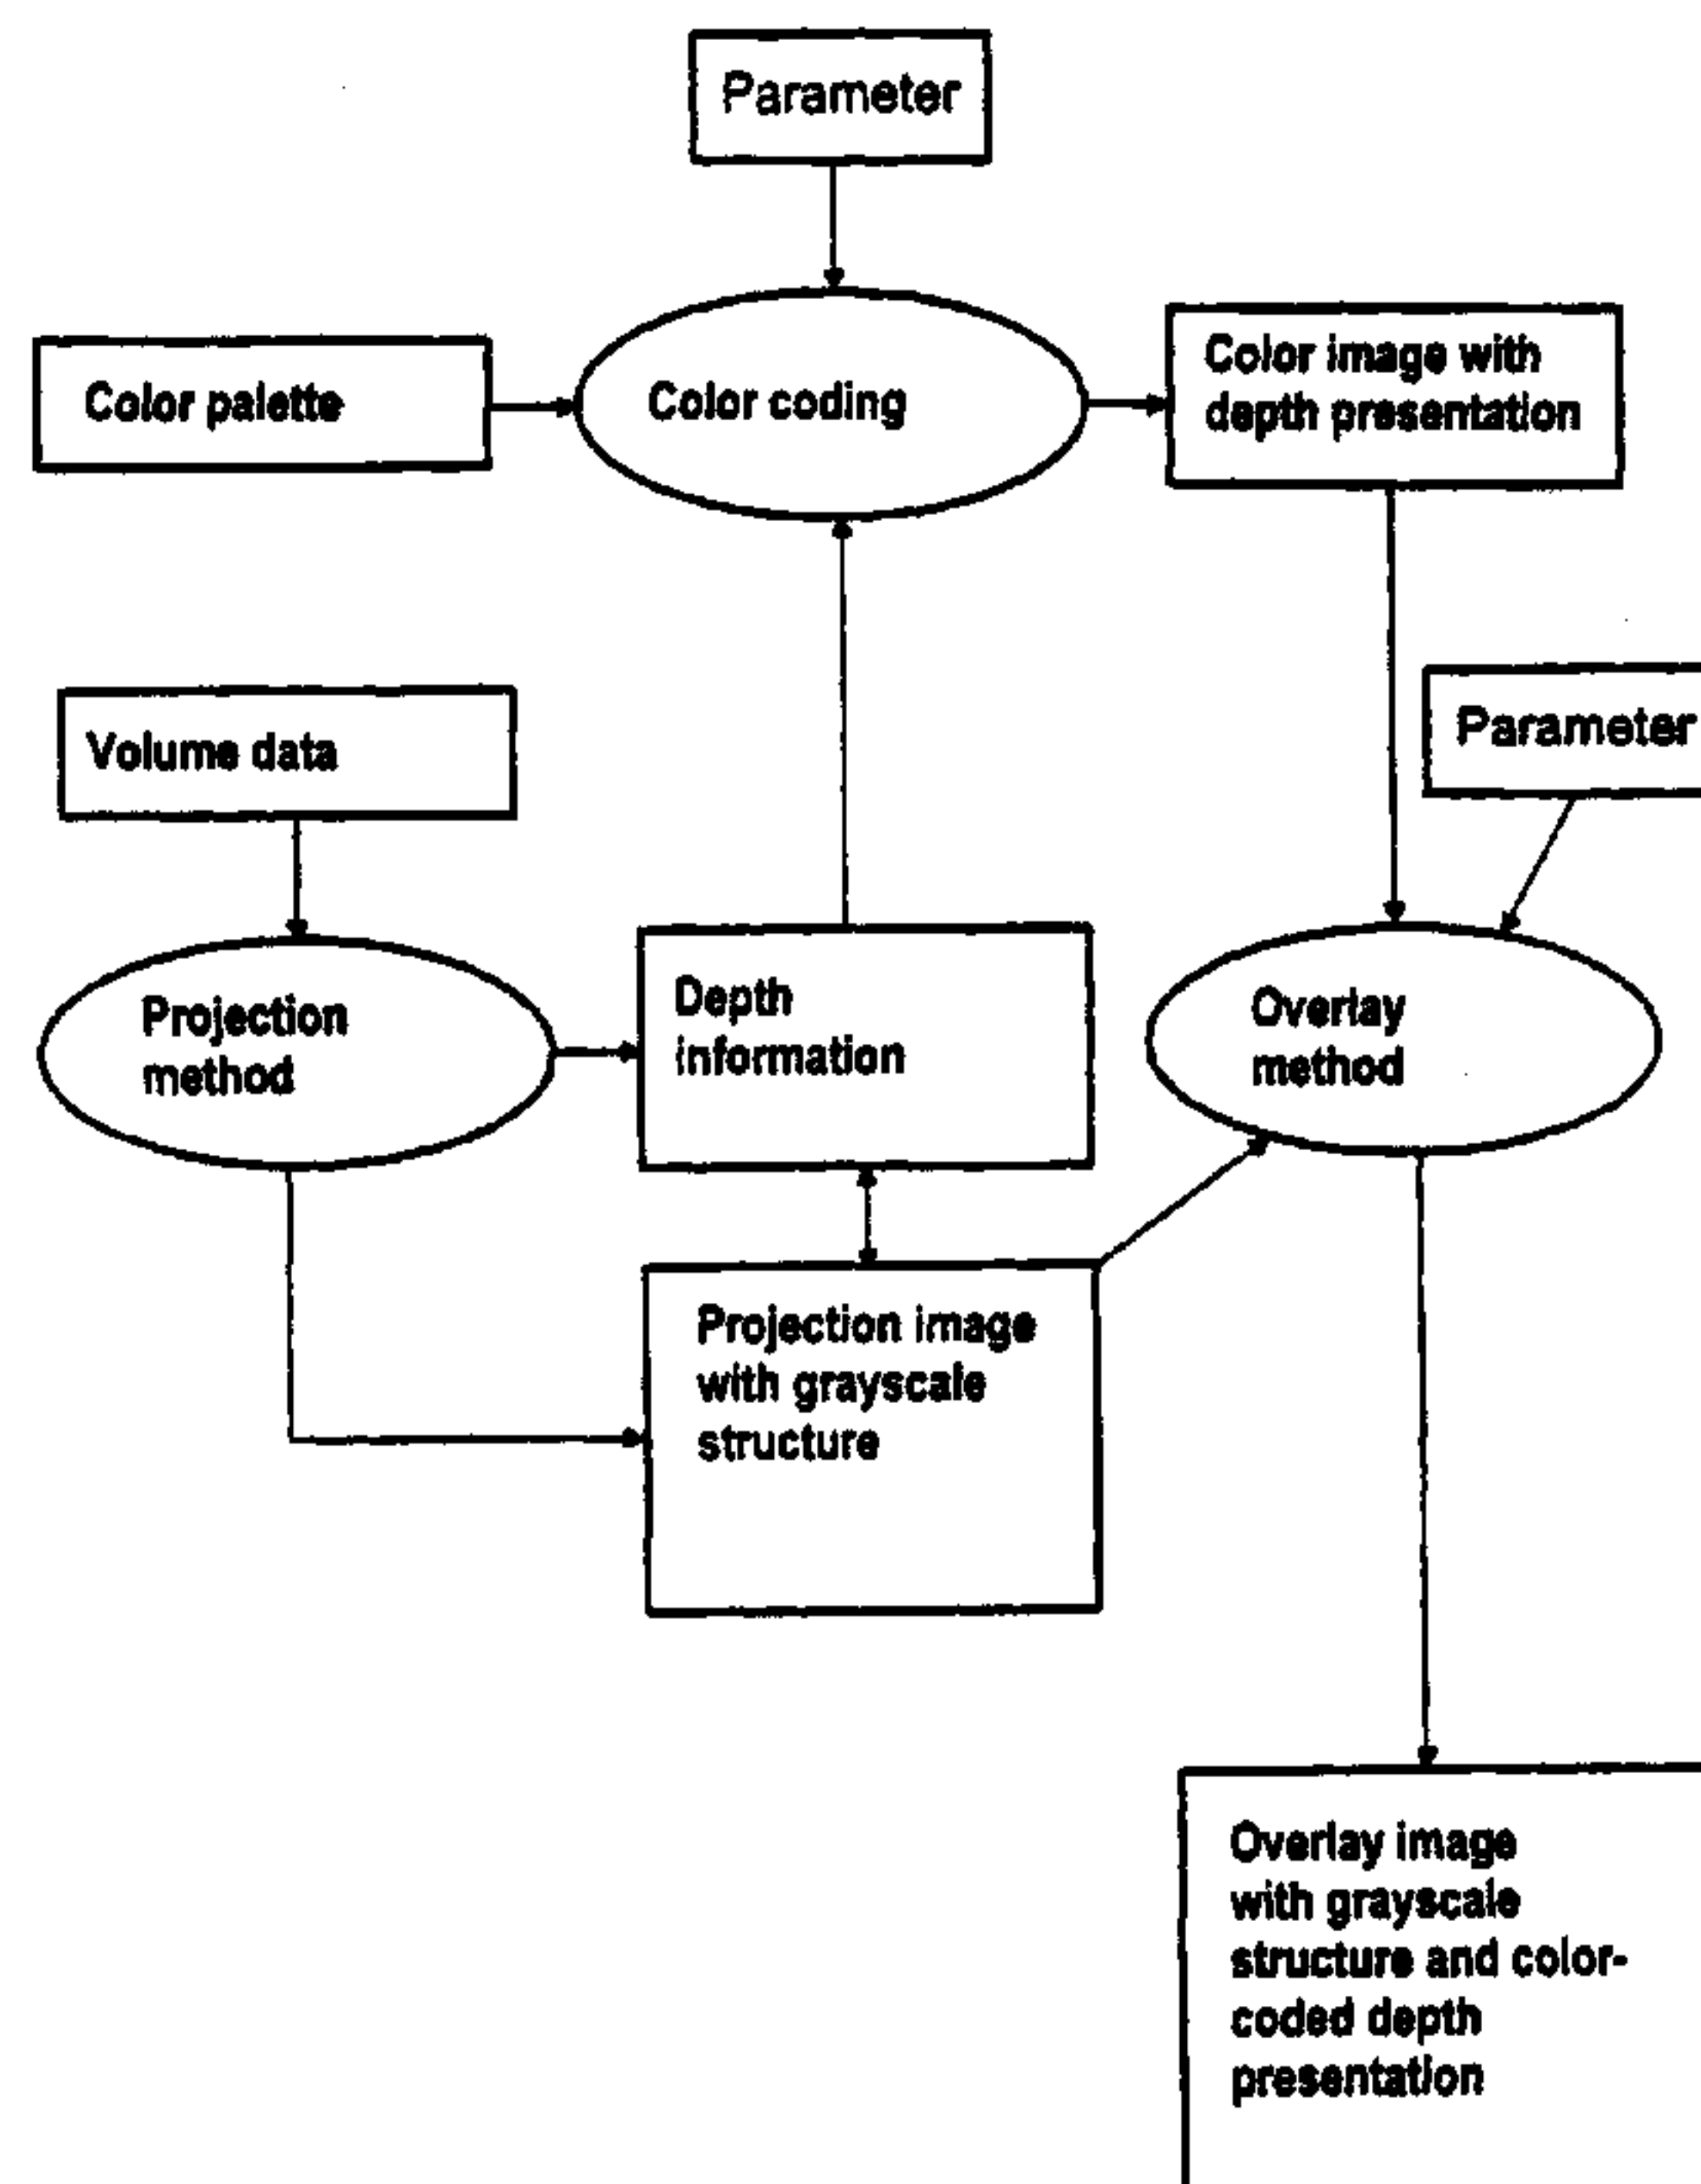 Parameter
Color palette
Color coding
Color image with
depth presentation
Volume data
Parameter
Projection
method
Depth
information
Overlay
method
Projection image
with grayscale
structure
Overlay image
with grayscale
structure and color-
coded depth
presentation